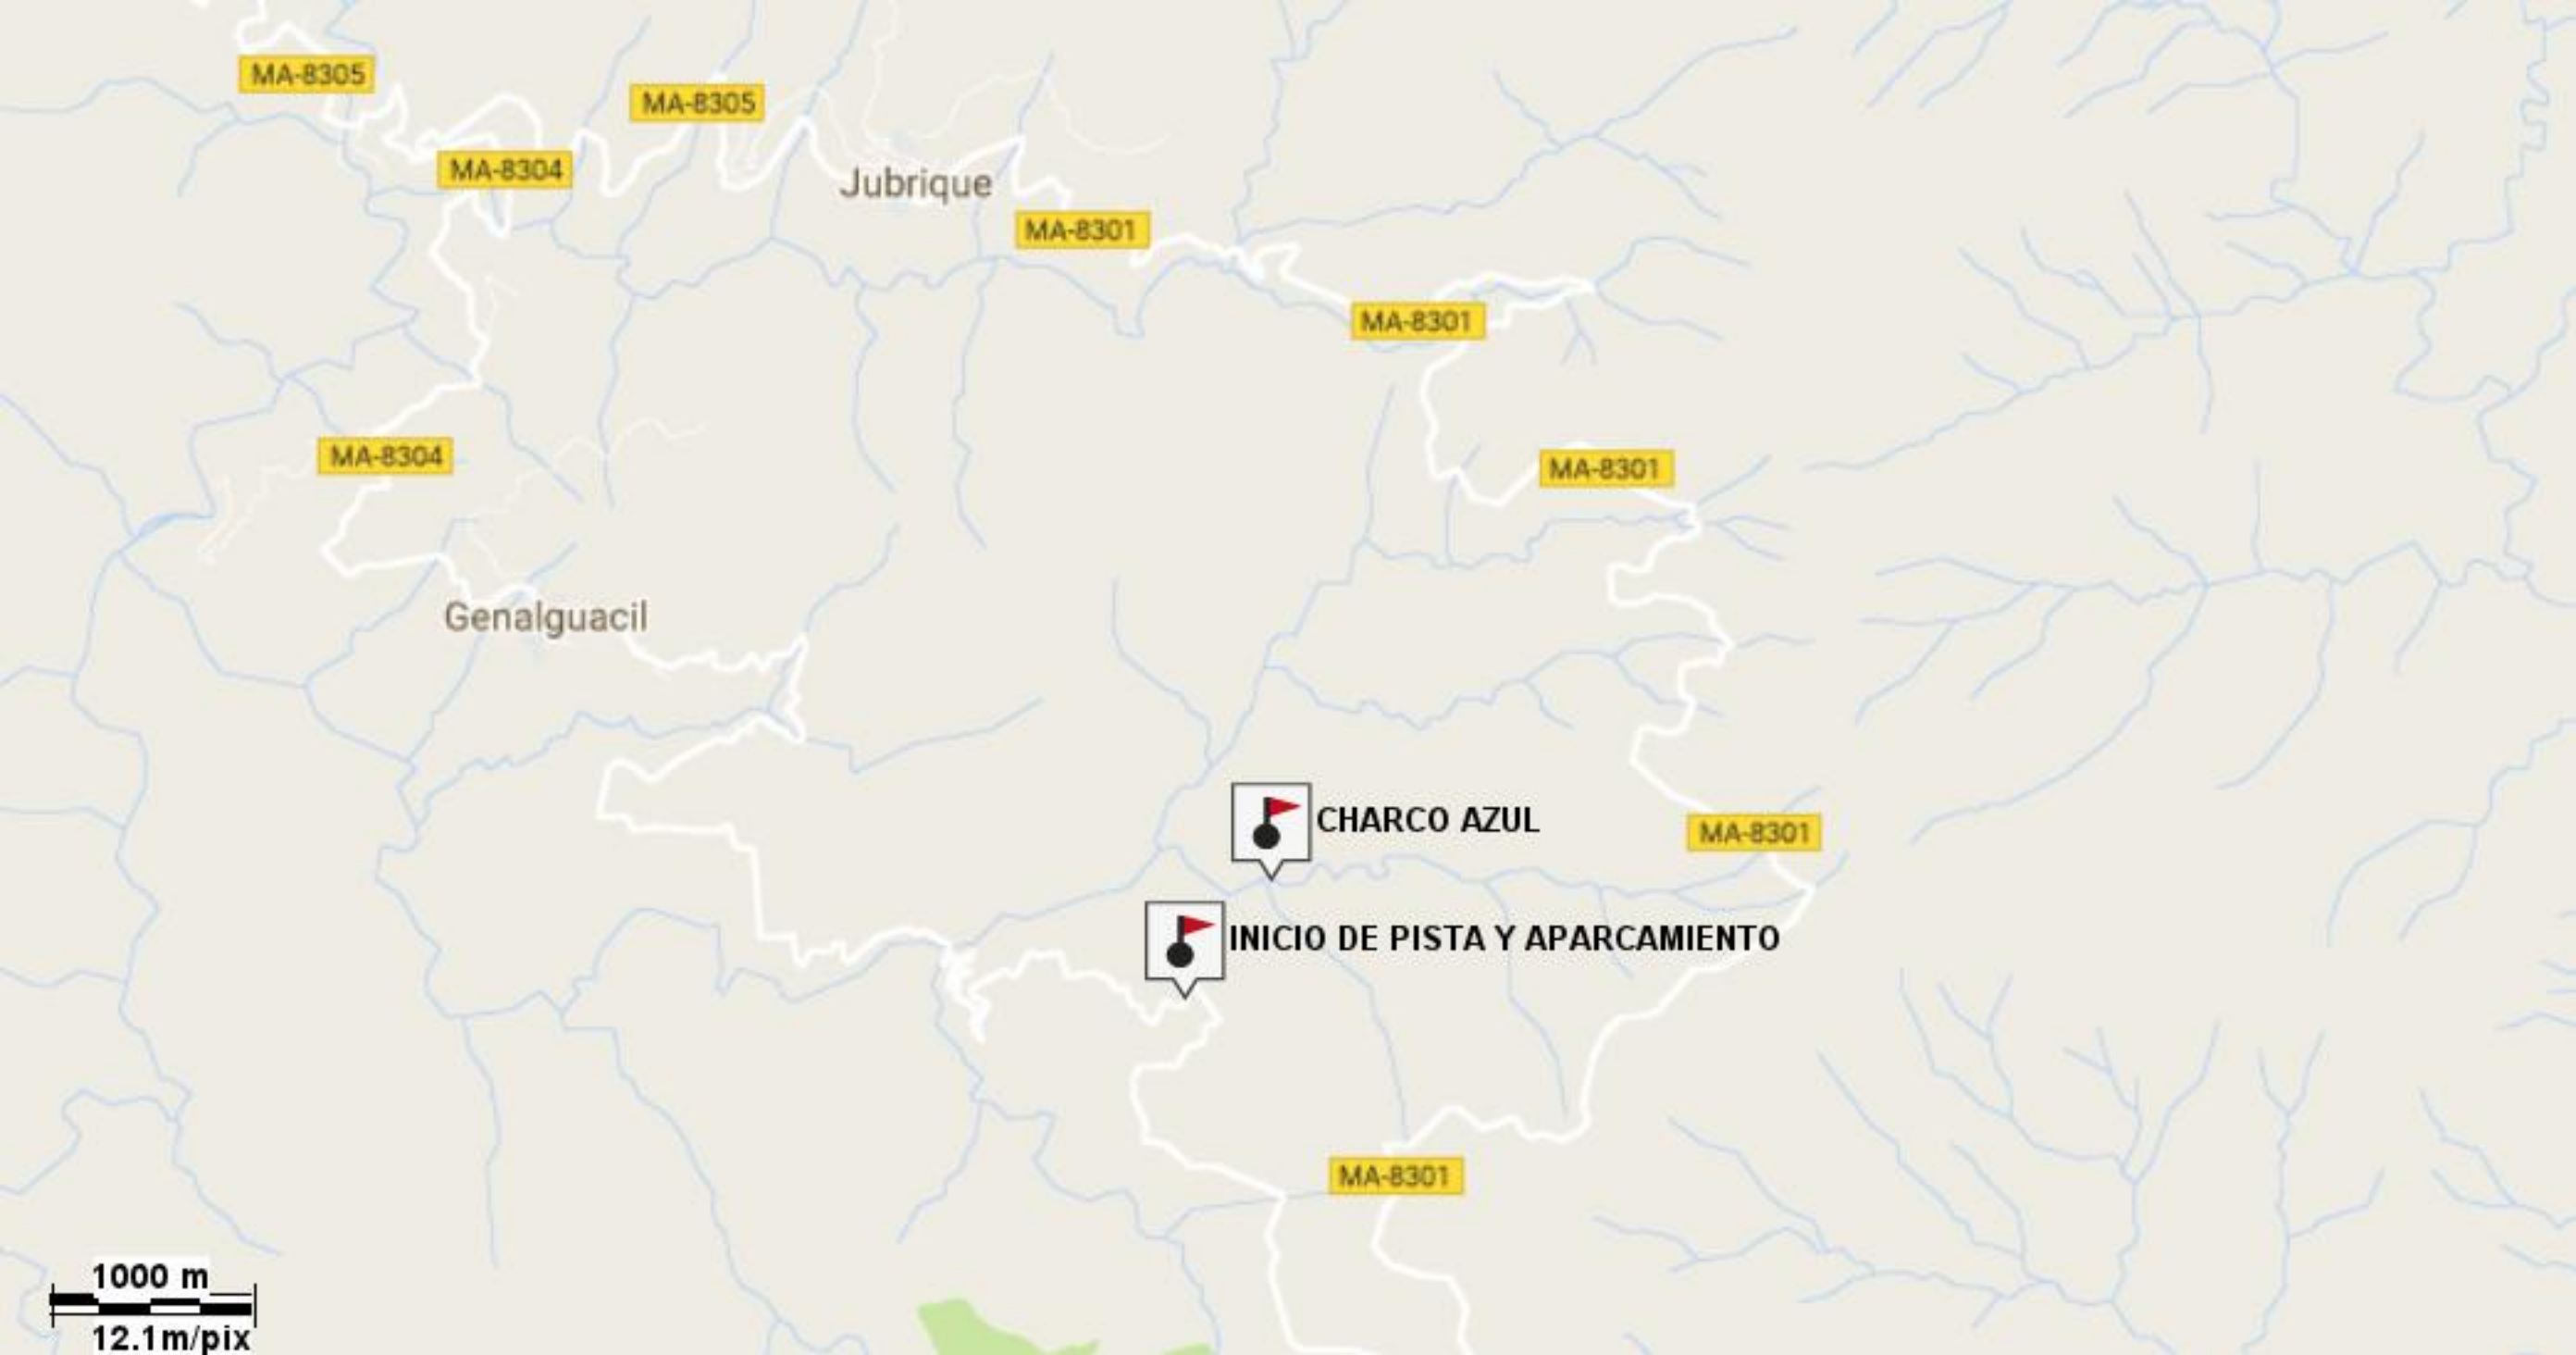 MA-8305
MA-8305
MA-8304
Jubrique
MA-8301
MA-8301
MA-8304
MA-8301
Genalguacil
CHARCO AZUL
MA-8301
INICIO DE PISTA Y APARCAMIENTO
MA-8301
1000 m
12.1m/pix